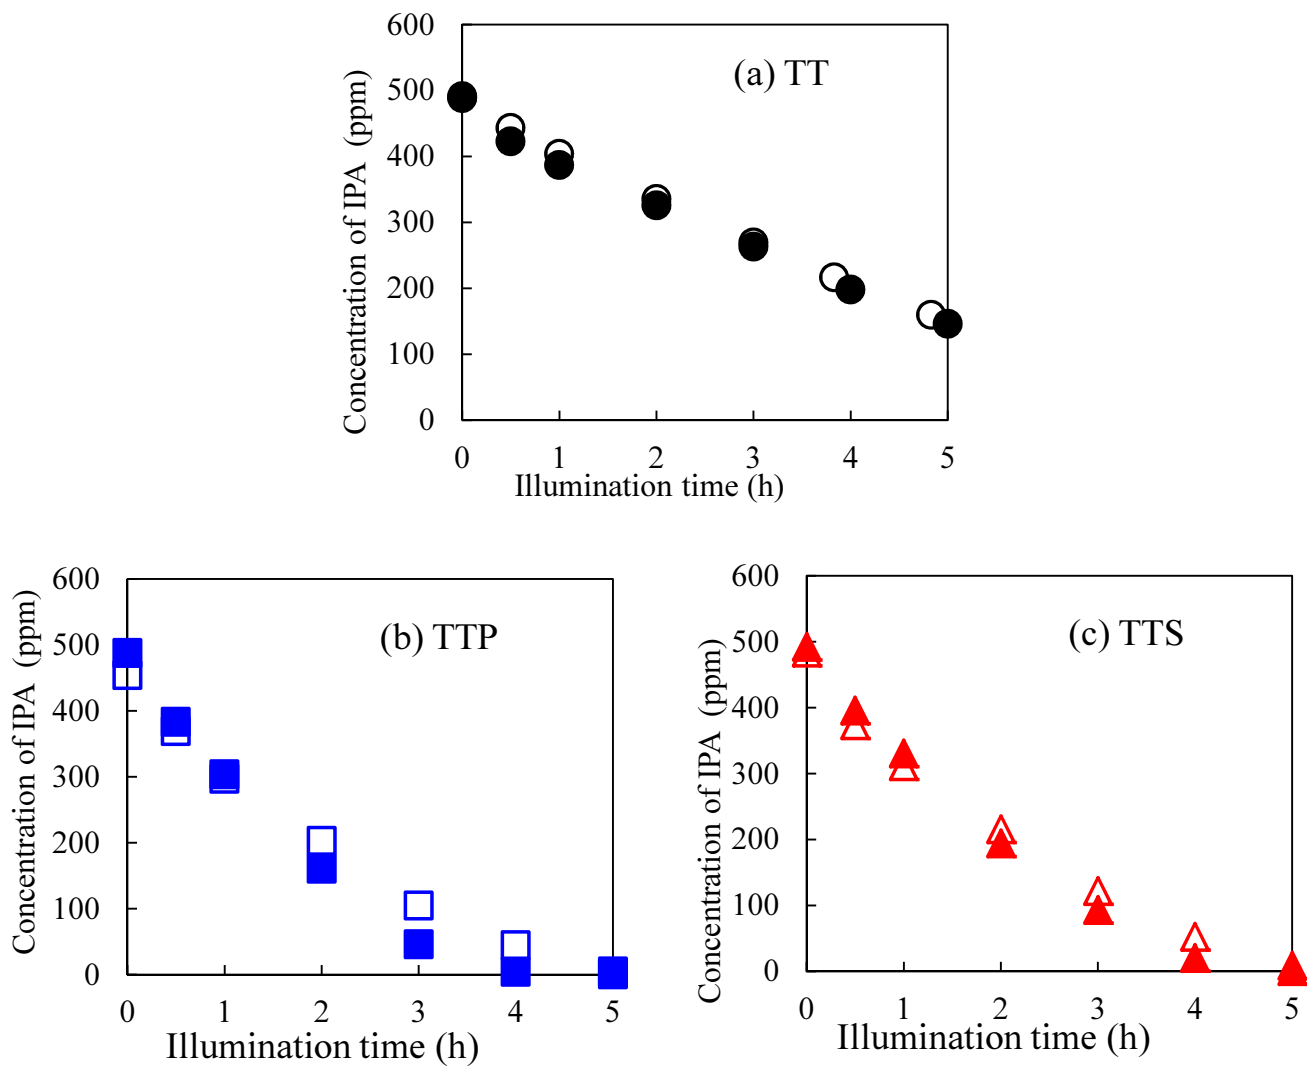 600
500
400
300
200
100
0
Concentration of IPA (ppm)
(a) TT
0 1 2 3 4 5
Illumination time (h)
600
500
400
300
200
100
0
Concentration of IPA (ppm)
(b) TTP
0 1 2 3 4 5
Illumination time (h)
600
500
400
300
200
100
0
Concentration of IPA (ppm)
(c) TTS
0 1 2 3 4 5
Illumination time (h)